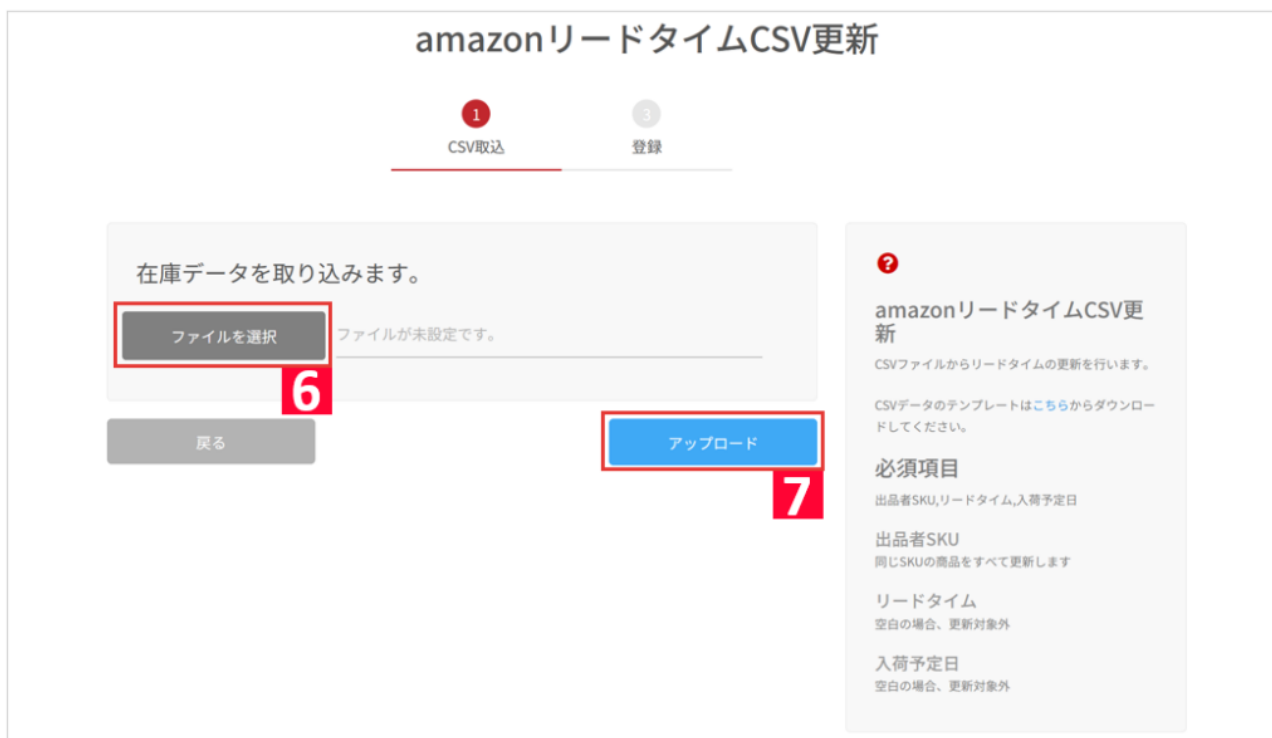 amazonリードタイムCSV更新
1
3
CSV取込
登録
在庫データを取り込みます。
ファイルを選択
ファイルが未設定です。
6
戻る
アップロード
7
?
amazonリードタイムCSV更
新
CSVファイルからリードタイムの更新を行います。
CSVデータのテンプレートはこちらからダウンロー
ドしてください。
必須項目
出品者SKU,リードタイム,入荷予定日
出品者SKU
同じSKUの商品をすべて更新します
リードタイム
空白の場合、更新対象外
入荷予定日
空白の場合、更新対象外